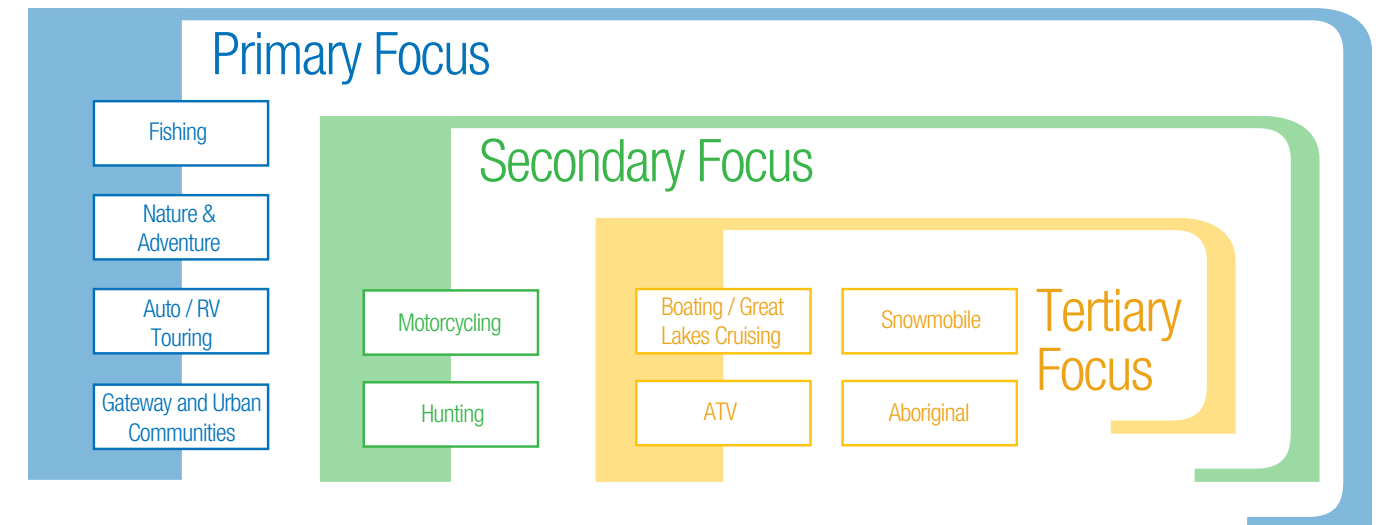 Primary Focus
Fishing
Nature &
Adventure
Auto / RV
Touring
Gateway and Urban
Communities
Secondary Focus
Motorcycling
Hunting
Tertiary
Focus
Boating / Great
Lakes Cruising
Snowmobile
ATV
Aboriginal